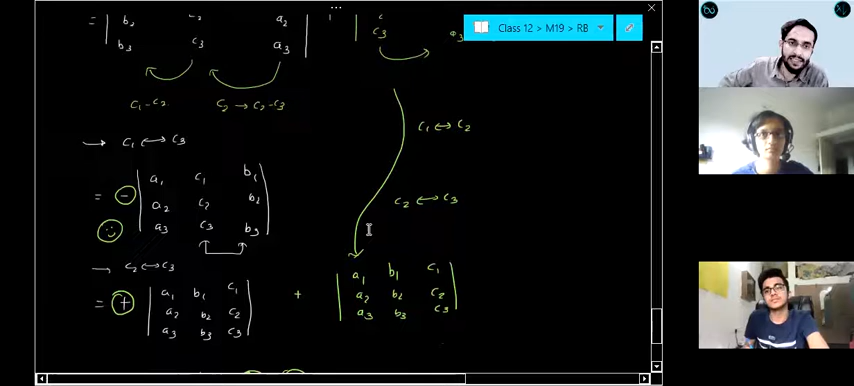 = | b₂ a₂ |
b₃ c₃ a₃ | c₃ a₃
Class 12 > M19 > RB
C₁-C₂ C₂ → C₂-C₃
→ C₁ ↔ C₃
C₁ ↔ C₂
= - | a₁ c₁ b₁ |
| a₂ c₂ b₂ |
| a₃ c₃ b₃ |
C₂ ↔ C₃
→ C₂ ↔ C₃
= + | a₁ b₁ c₁ | + | a₁ b₁ c₁ |
| a₂ b₂ c₂ | | a₂ b₂ c₂ |
| a₃ b₃ c₃ | | a₃ b₃ c₃ |